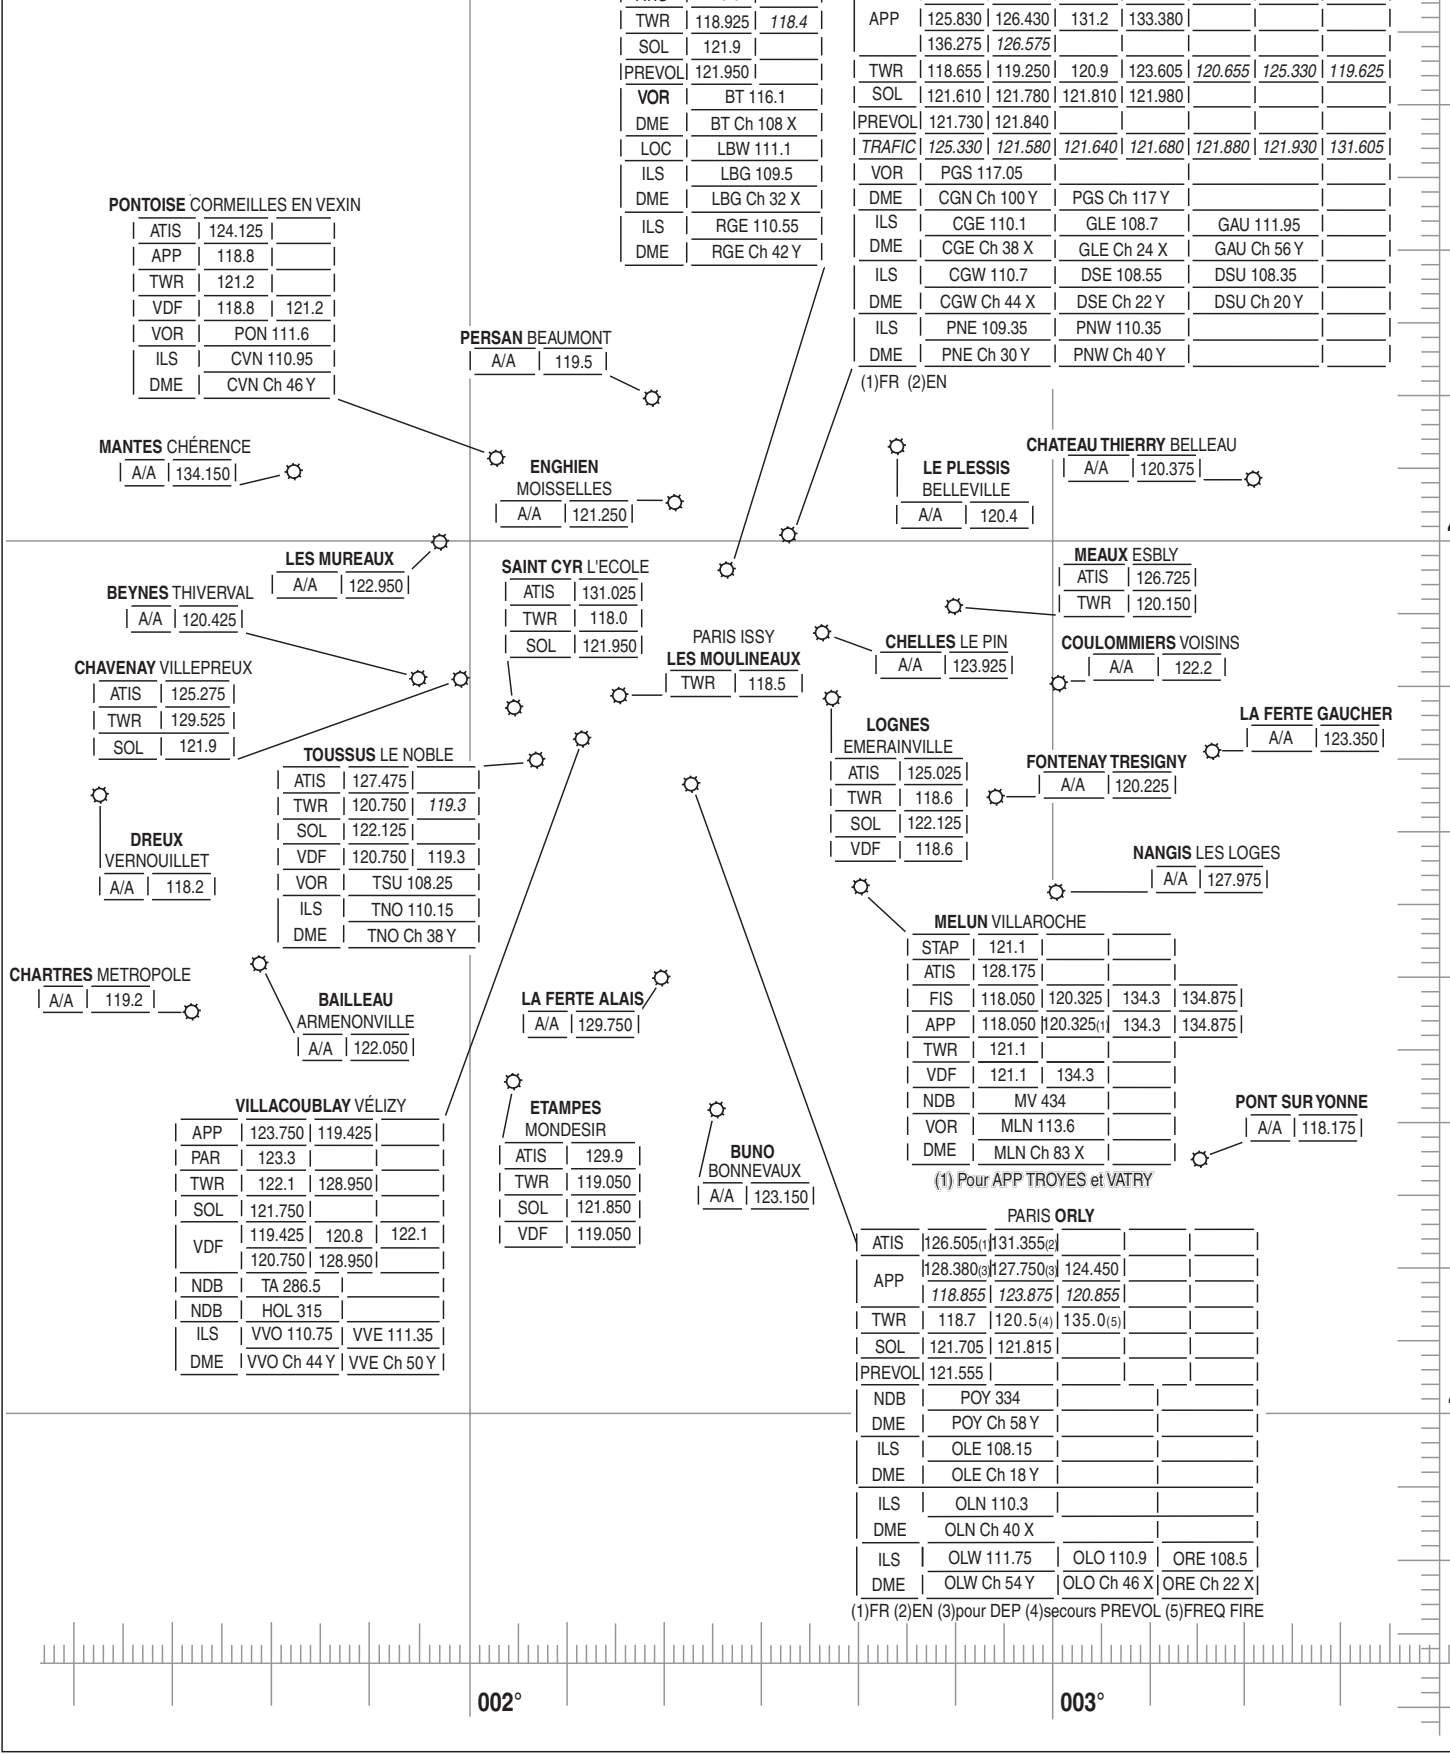 TWR 118.925 118.4
SOL 121.9
PREVOL 121.950
VOR BT 116.1
DME BT Ch 108 X
LOC LBW 111.1
ILS LBG 109.5
DME LBG Ch 32 X
ILS RGE 110.55
DME RGE Ch 42 Y
APP 125.830 126.430 131.2 133.380
136.275 126.575
TWR 118.655 119.250 120.9 123.605 120.655 125.330 119.625
SOL 121.610 121.780 121.810 121.980
PREVOL 121.730 121.840
TRAFIC 125.330 121.580 121.640 121.680 121.880 121.930 131.605
VOR PGS 117.05
DME CGN Ch 100 Y PGS Ch 117 Y
ILS CGE 110.1 GLE 108.7 GAU 111.95
DME CGE Ch 38 X GLE Ch 24 X GAU Ch 56 Y
ILS CGW 110.7 DSE 108.55 DSU 108.35
DME CGW Ch 44 X DSE Ch 22 Y DSU Ch 20 Y
ILS PNE 109.35 PNW 110.35
DME PNE Ch 30 Y PNW Ch 40 Y
(1)FR (2)EN
PONTOISE CORMEILLES EN VEXIN
ATIS 124.125
APP 118.8
TWR 121.2
VDF 118.8 121.2
VOR PON 111.6
ILS CVN 110.95
DME CVN Ch 46 Y
PERSAN BEAUMONT
A/A 119.5
MANTES CHÉRENCE
A/A 134.150
ENGHIEN
MOISSELLES
A/A 121.250
LE PLESSIS
BELLEVILLE
A/A 120.4
CHATEAU THIERRY BELLEAU
A/A 120.375
LES MUREAUX
A/A 122.950
BEYNES THIVERVAL
A/A 120.425
SAINT CYR L'ECOLE
ATIS 131.025
TWR 118.0
SOL 121.950
MEAUX ESBLY
ATIS 126.725
TWR 120.150
PARIS ISSY
LES MOULINEAUX
TWR 118.5
CHELLES LE PIN
A/A 123.925
COULOMMIERS VOISINS
A/A 122.2
CHAVENAY VILLEPREUX
ATIS 125.275
TWR 129.525
SOL 121.9
LA FERTE GAUCHER
A/A 123.350
LOGNES
EMERAINVILLE
ATIS 125.025
TWR 118.6
SOL 122.125
VDF 118.6
FONTENAY TRESIGNY
A/A 120.225
TOUSSUS LE NOBLE
ATIS 127.475
TWR 120.750 119.3
SOL 122.125
VDF 120.750 119.3
VOR TSU 108.25
ILS TNO 110.15
DME TNO Ch 38 Y
DREUX
VERNOUILLET
A/A 118.2
NANGIS LES LOGES
A/A 127.975
MELUN VILLAROCHE
STAP 121.1
ATIS 128.175
FIS 118.050 120.325 134.3 134.875
APP 118.050 120.325(1) 134.3 134.875
TWR 121.1
VDF 121.1 134.3
NDB MV 434
VOR MLN 113.6
DME MLN Ch 83 X
(1) Pour APP TROYES et VATRY
CHARTRES METROPOLE
A/A 119.2
BAILLEAU
ARMENONVILLE
A/A 122.050
LA FERTE ALAIS
A/A 129.750
PONT SUR YONNE
A/A 118.175
VILLACOUBLAY VÉLIZY
APP 123.750 119.425
PAR 123.3
TWR 122.1 128.950
SOL 121.750
VDF 119.425 120.8 122.1
120.750 128.950
NDB TA 286.5
NDB HOL 315
ILS VVO 110.75 VVE 111.35
DME VVO Ch 44 Y VVE Ch 50 Y
ETAMPES
MONDESIR
ATIS 129.9
TWR 119.050
SOL 121.850
VDF 119.050
BUNO
BONNEVAUX
A/A 123.150
PARIS ORLY
ATIS 126.505(1) 131.355(2)
APP 128.380(3) 127.750(3) 124.450
118.855 123.875 120.855
TWR 118.7 120.5(4) 135.0(5)
SOL 121.705 121.815
PREVOL 121.555
NDB POY 334
DME POY Ch 58 Y
ILS OLE 108.15
DME OLE Ch 18 Y
ILS OLN 110.3
DME OLN Ch 40 X
ILS OLW 111.75 OLO 110.9 ORE 108.5
DME OLW Ch 54 Y OLO Ch 46 X ORE Ch 22 X
(1)FR (2)EN (3)pour DEP (4)secours PREVOL (5)FREQ FIRE
002° 003°